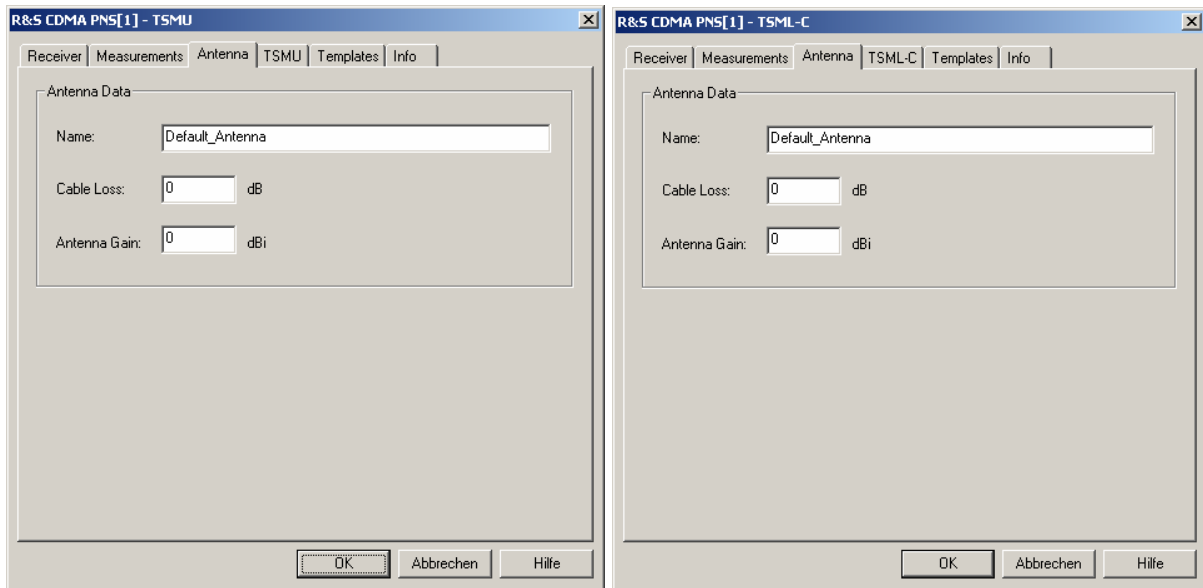 R&S CDMA PNS[1] - TSMU
Receiver Measurements Antenna TSMU Templates Info
Antenna Data
Name: Default_Antenna
Cable Loss: 0 dB
Antenna Gain: 0 dBi
OK Abbrechen Hilfe
R&S CDMA PNS[1] - TSML-C
Receiver Measurements Antenna TSML-C Templates Info
Antenna Data
Name: Default_Antenna
Cable Loss: 0 dB
Antenna Gain: 0 dBi
OK Abbrechen Hilfe